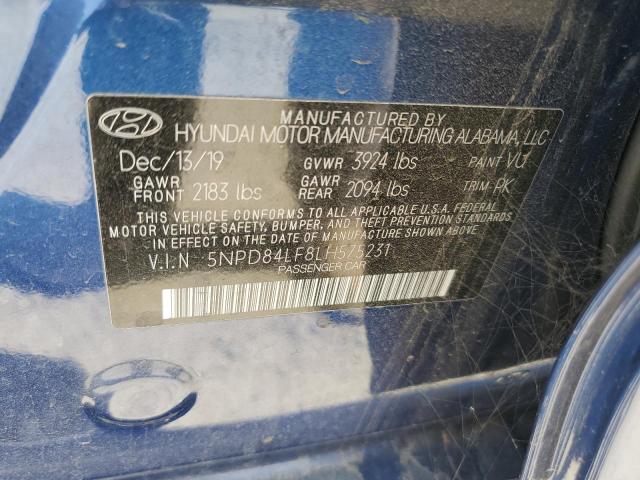 MANUFACTURED BY
HYUNDAI MOTOR MANUFACTURING ALABAMA, LLC
Dec/13/19 GVWR 3924 lbs PAINT VU
GAWR FRONT 2183 lbs GAWR REAR 2094 lbs TRIM PK
THIS VEHICLE CONFORMS TO ALL APPLICABLE U.S.A. FEDERAL
MOTOR VEHICLE SAFETY, BUMPER, AND THEFT PREVENTION STANDARDS
IN EFFECT ON THE DATE OF MANUFACTURE SHOWN ABOVE.
V.I.N 5NPD84LF8LH575231
PASSENGER CAR